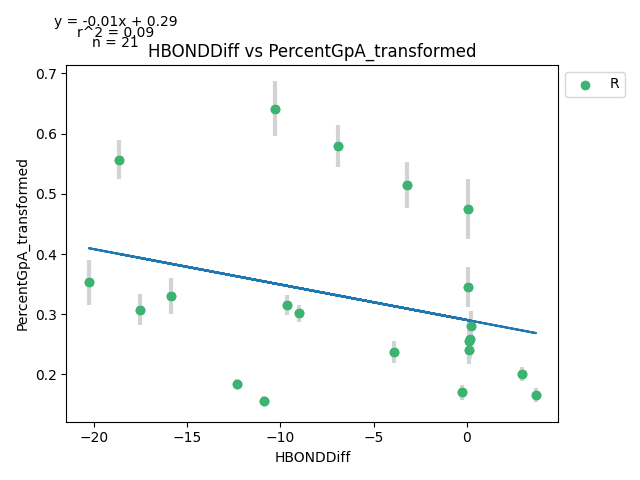 y = -0.01x + 0.29
r^2 = 0.09
n = 21
HBONDDiff vs PercentGpA_transformed
R
0.7
0.6
0.5
0.4
0.3
0.2
PercentGpA_transformed
−20
−15
−10
−5
0
HBONDDiff